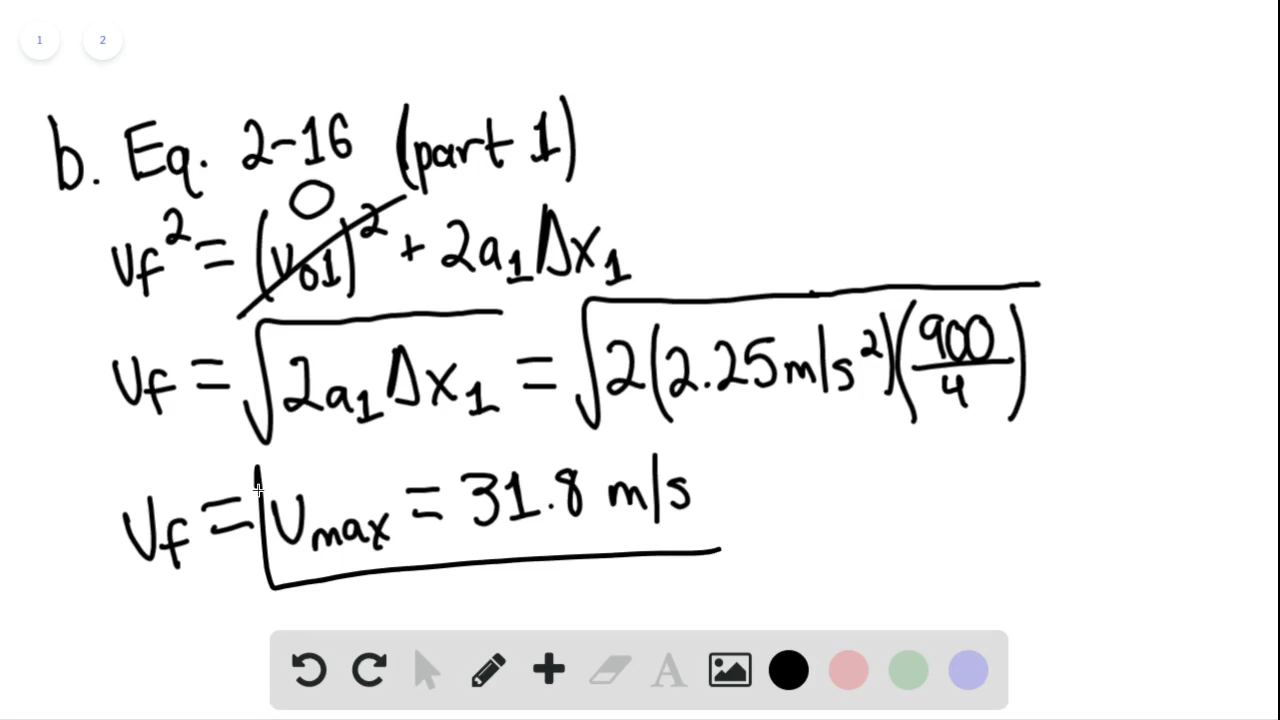 1 2
b. Eq. 2-16 (part 1)
vf² = (v₀1)² 0 + 2a₁Δx₁
vf = √(2a₁Δx₁) = √(2(2.25m/s²)(900/4))
Vf = Vmax = 31.8 m/s
A